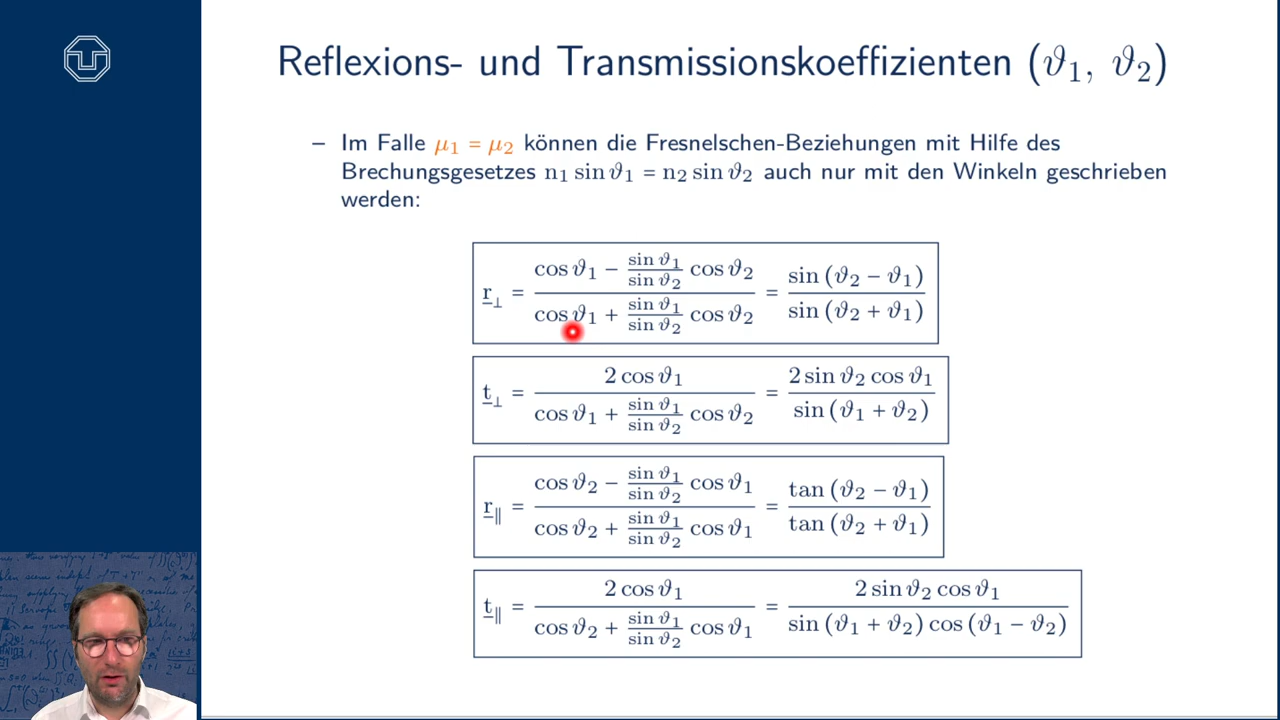 Reflexions- und Transmissionskoeffizienten (ϑ₁, ϑ₂)
– Im Falle μ₁ = μ₂ können die Fresnelschen-Beziehungen mit Hilfe des
Brechungsgesetzes n₁ sin ϑ₁ = n₂ sin ϑ₂ auch nur mit den Winkeln geschrieben
werden:
r⊥ = (cos ϑ₁ − (sin ϑ₁ / sin ϑ₂) cos ϑ₂) / (cos ϑ₁ + (sin ϑ₁ / sin ϑ₂) cos ϑ₂) = sin (ϑ₂ − ϑ₁) / sin (ϑ₂ + ϑ₁)
t⊥ = 2 cos ϑ₁ / (cos ϑ₁ + (sin ϑ₁ / sin ϑ₂) cos ϑ₂) = 2 sin ϑ₂ cos ϑ₁ / sin (ϑ₁ + ϑ₂)
r∥ = (cos ϑ₂ − (sin ϑ₁ / sin ϑ₂) cos ϑ₁) / (cos ϑ₂ + (sin ϑ₁ / sin ϑ₂) cos ϑ₁) = tan (ϑ₂ − ϑ₁) / tan (ϑ₂ + ϑ₁)
t∥ = 2 cos ϑ₁ / (cos ϑ₂ + (sin ϑ₁ / sin ϑ₂) cos ϑ₁) = 2 sin ϑ₂ cos ϑ₁ / (sin (ϑ₁ + ϑ₂) cos (ϑ₁ − ϑ₂))